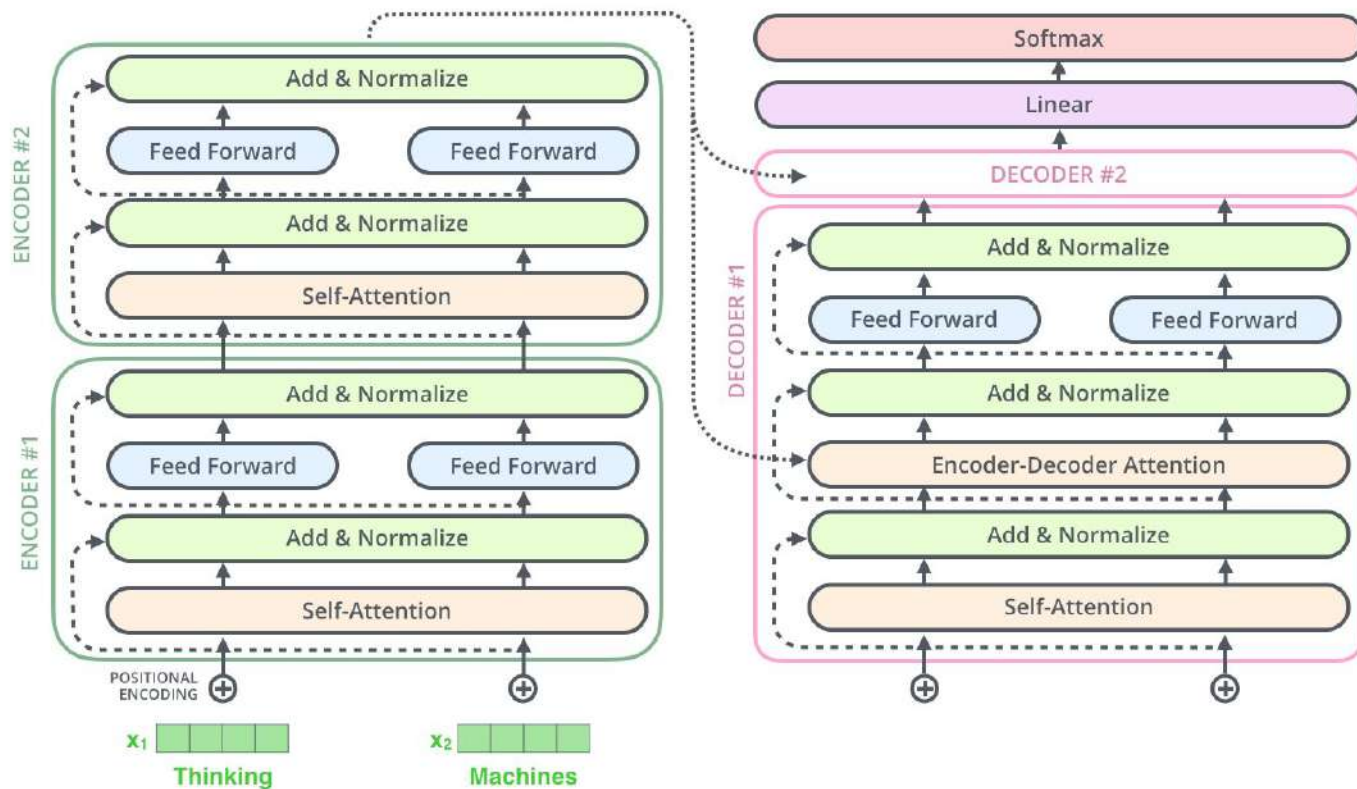 ENCODER #2
Add & Normalize
Feed Forward
Feed Forward
Add & Normalize
Self-Attention
ENCODER #1
Add & Normalize
Feed Forward
Feed Forward
Add & Normalize
Self-Attention
POSITIONAL
ENCODING
x₁
x₂
Thinking
Machines
Softmax
Linear
DECODER #2
DECODER #1
Add & Normalize
Feed Forward
Feed Forward
Add & Normalize
Encoder-Decoder Attention
Add & Normalize
Self-Attention